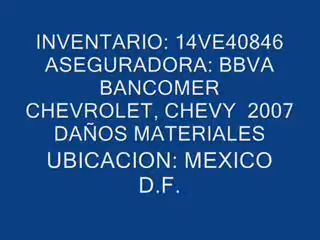 INVENTARIO: 14VE40846
ASEGURADORA: BBVA
BANCOMER
CHEVROLET, CHEVY  2007
DAÑOS MATERIALES
UBICACION: MEXICO
D.F.